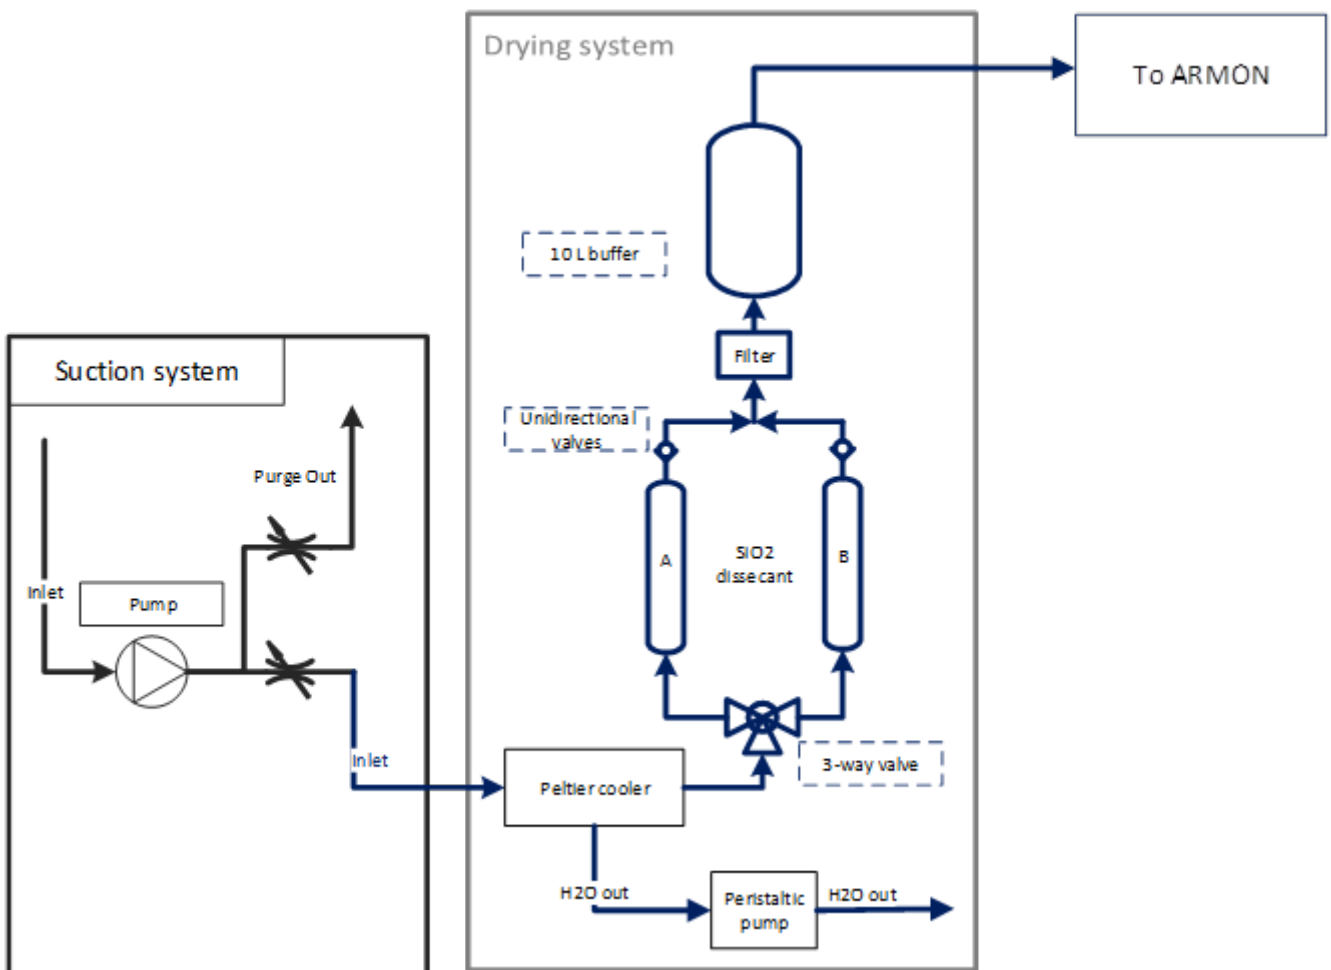 Drying system
To ARMON
10 L buffer
Filter
Suction system
Unidirectional
valves
Purge Out
A
SiO2
dissecant
B
Inlet
Pump
Inlet
Peltier cooler
3-way valve
H2O out
Peristaltic
pump
H2O out